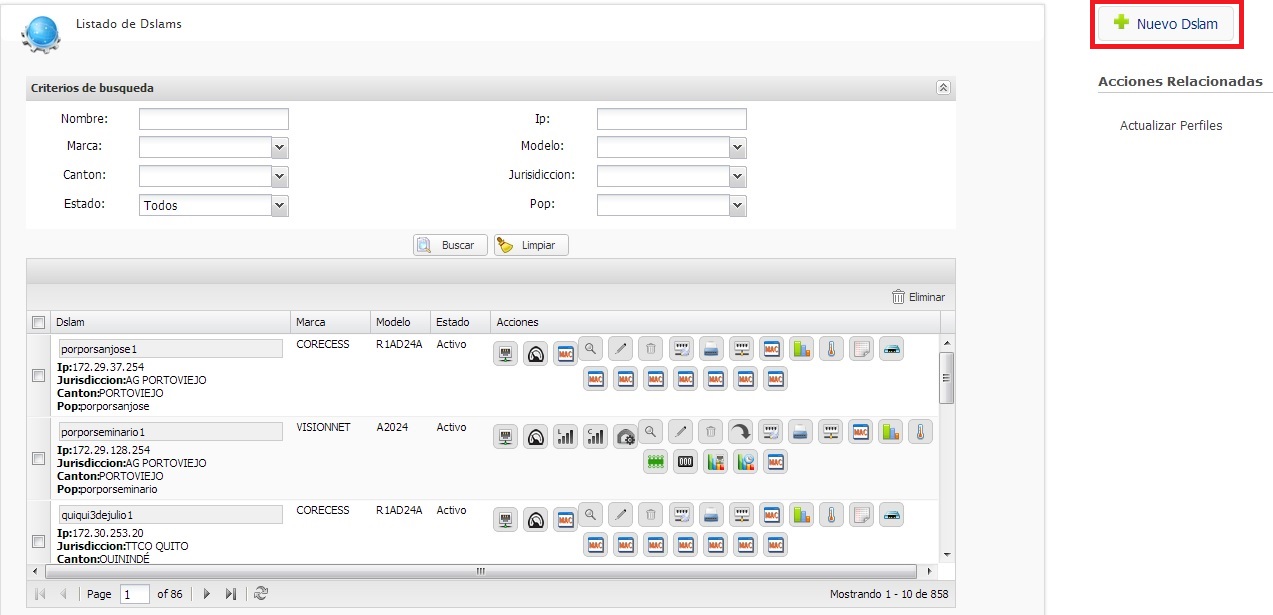 Listado de Dslams
Nuevo Dslam
Acciones Relacionadas
Actualizar Perfiles
Criterios de busqueda
Nombre: Ip:
Marca: Modelo:
Canton: Jurisidiccion:
Estado: Todos Pop:
Buscar Limpiar
Eliminar
Dslam Marca Modelo Estado Acciones
porporsanjose1 CORECESS R1AD24A Activo
MAC MAC
Ip:172.29.37.254
Jurisdiccion:AG PORTOVIEJO
MAC MAC MAC MAC MAC MAC MAC
Canton:PORTOVIEJO
Pop:porporsanjose
porporseminario1 VISIONNET A2024 Activo
MAC
Ip:172.29.128.254
Jurisdiccion:AG PORTOVIEJO
000 MAC
Canton:PORTOVIEJO
Pop:porporseminario
quiqui3dejulio1 CORECESS R1AD24A Activo
MAC MAC
Ip:172.30.253.20
Jurisdiccion:TTCO QUITO
MAC MAC MAC MAC MAC MAC MAC
Canton:QUININDÉ
Page 1 of 86 Mostrando 1 - 10 de 858